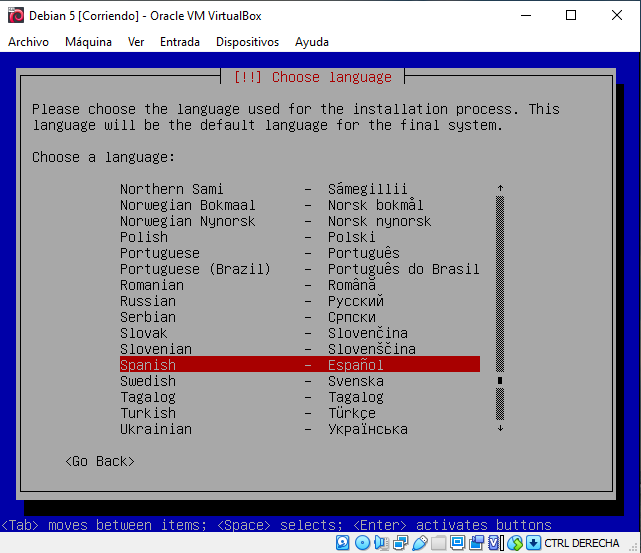 Debian 5 [Corriendo] - Oracle VM VirtualBox
Archivo Máquina Ver Entrada Dispositivos Ayuda
[!!] Choose language
Please choose the language used for the installation process. This
language will be the default language for the final system.
Choose a language:
Northern Sami - Sámegillii
Norwegian Bokmaal - Norsk bokmål
Norwegian Nynorsk - Norsk nynorsk
Polish - Polski
Portuguese - Português
Portuguese (Brazil) - Português do Brasil
Romanian - Română
Russian - Русский
Serbian - Српски
Slovak - Slovenčina
Slovenian - Slovenščina
Spanish - Español
Swedish - Svenska
Tagalog - Tagalog
Turkish - Türkçe
Ukrainian - Українська
<Go Back>
<Tab> moves between items; <Space> selects; <Enter> activates buttons
CTRL DERECHA